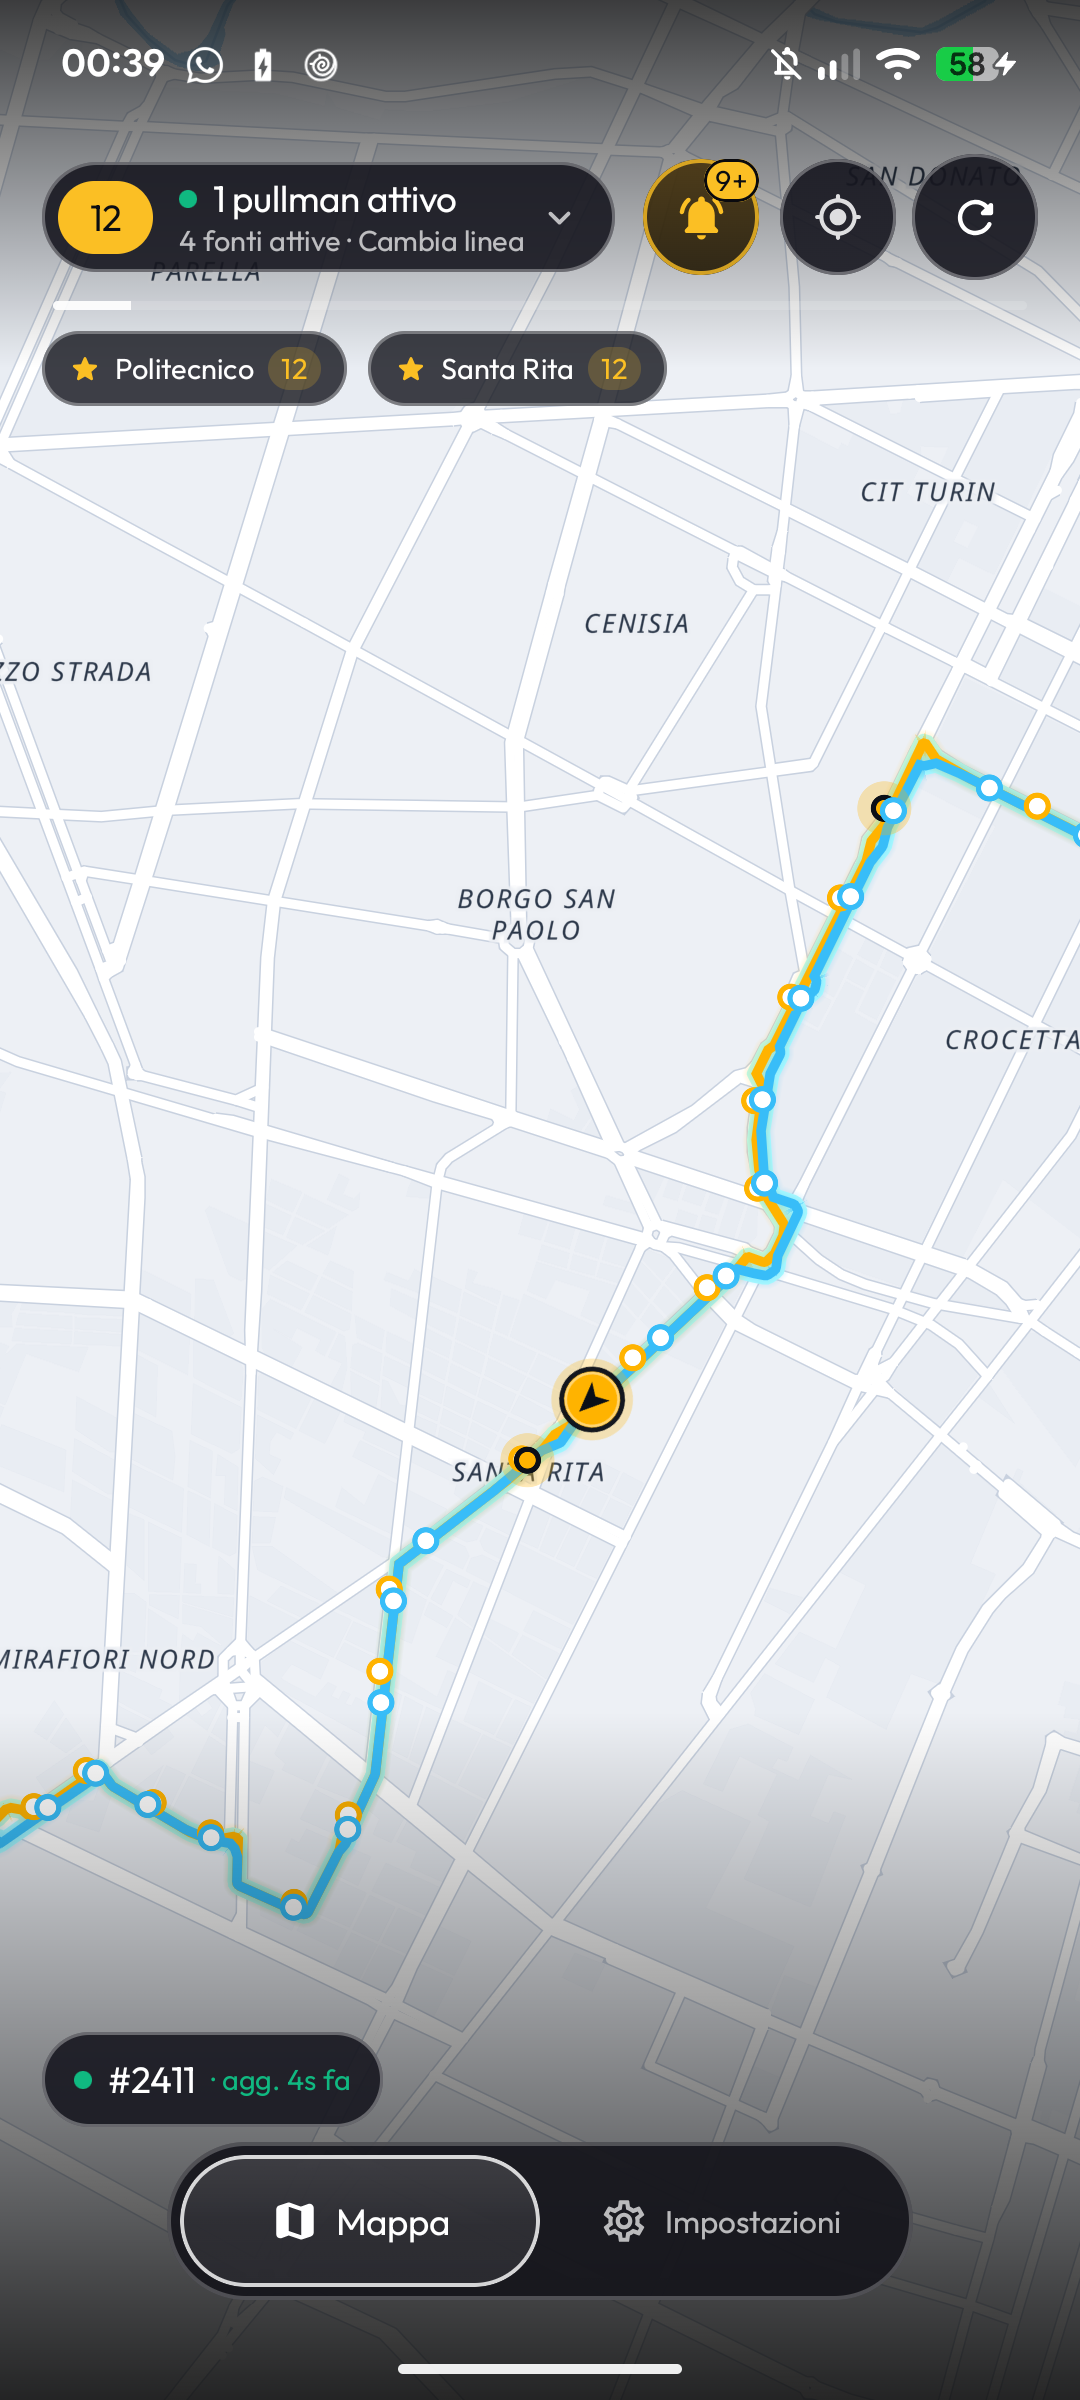 00:39
58
12
1 pullman attivo
4 fonti attive · Cambia linea
9+
SAN DONATO
PARELLA
Politecnico 12
Santa Rita 12
CIT TURIN
CENISIA
ZZO STRADA
BORGO SAN
PAOLO
CROCETTA
SANTA RITA
MIRAFIORI NORD
#2411 · agg. 4s fa
Mappa
Impostazioni